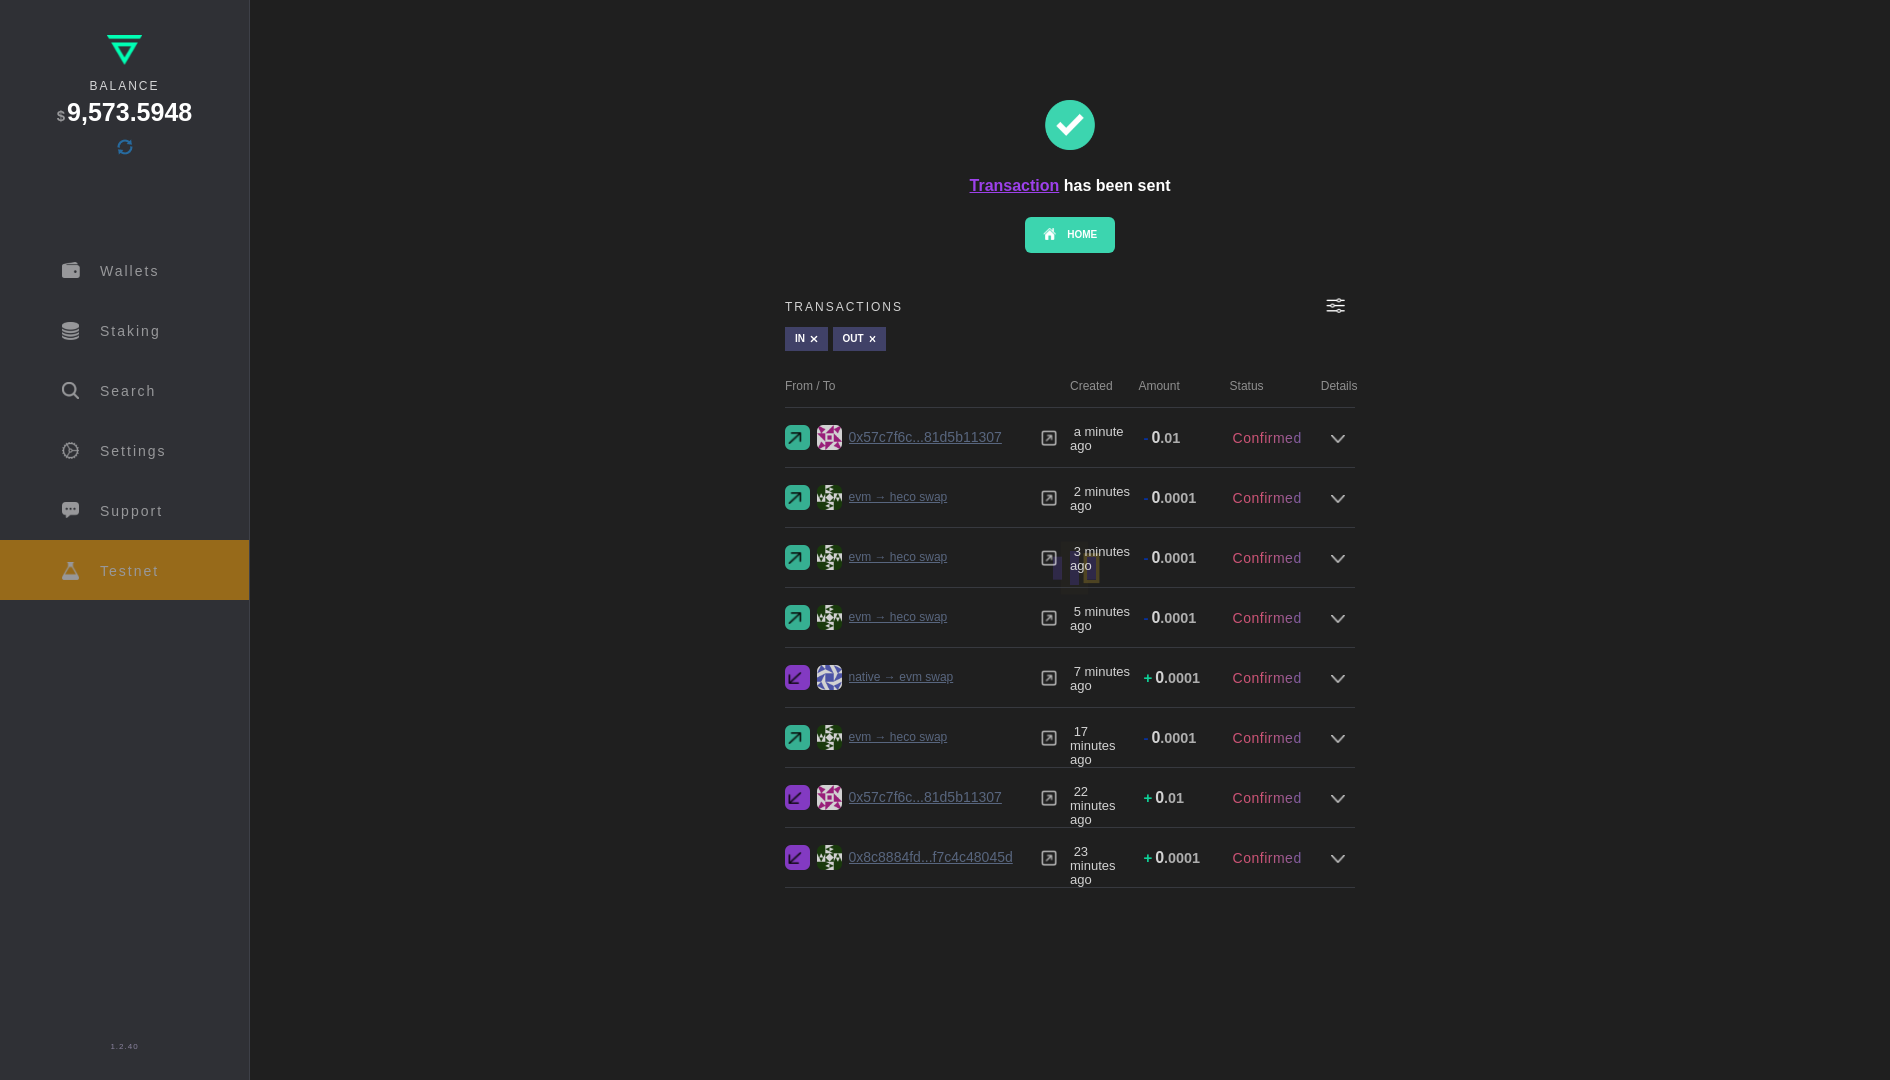 BALANCE
$ 9,573.5948
Wallets
Staking
Search
Settings
Support
Testnet
1.2.40
Transaction has been sent
HOME
TRANSACTIONS
IN × OUT ×
From / To Created Amount Status Details
0x57c7f6c...81d5b11307 a minute ago - 0.01 Confirmed
evm → heco swap 2 minutes ago - 0.0001 Confirmed
evm → heco swap 3 minutes ago - 0.0001 Confirmed
evm → heco swap 5 minutes ago - 0.0001 Confirmed
native → evm swap 7 minutes ago + 0.0001 Confirmed
evm → heco swap 17 minutes ago - 0.0001 Confirmed
0x57c7f6c...81d5b11307 22 minutes ago + 0.01 Confirmed
0x8c8884fd...f7c4c48045d 23 minutes ago + 0.0001 Confirmed